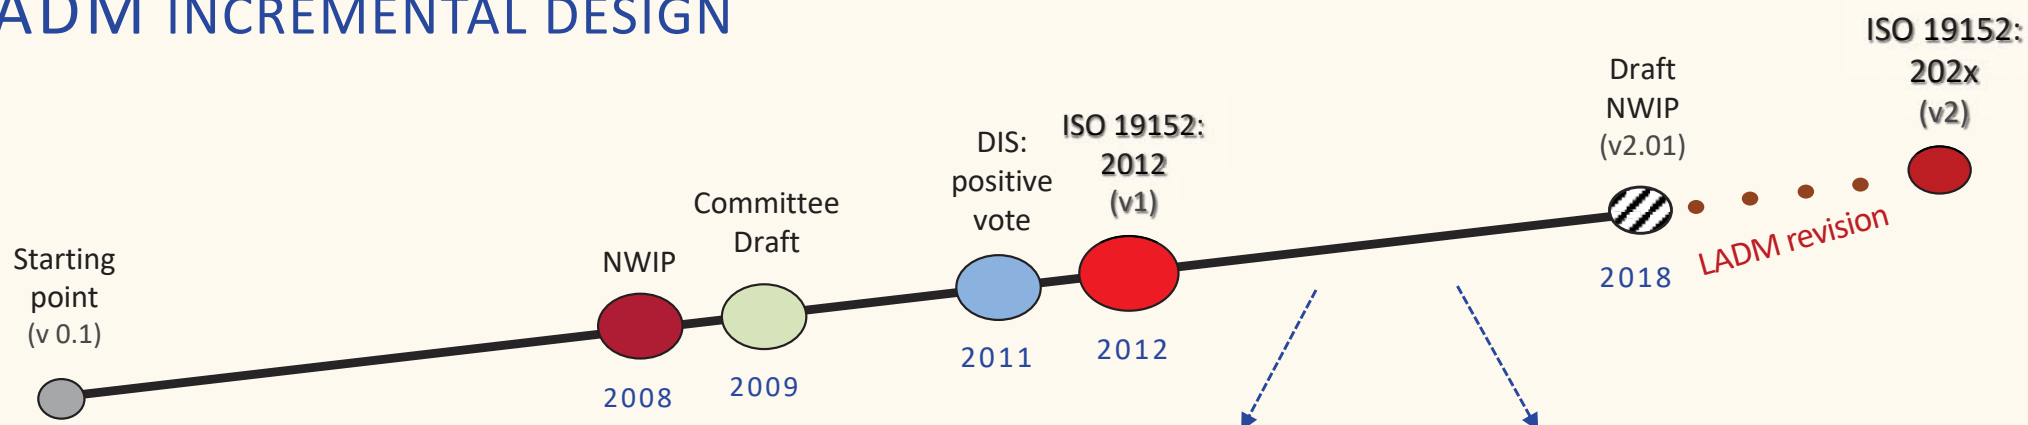 ADM INCREMENTAL DESIGN
Starting
point
(v 0.1)
NWIP
2008
Committee
Draft
2009
DIS:
positive
vote
2011
ISO 19152:
2012
(v1)
2012
Draft
NWIP
(v2.01)
2018
LADM revision
ISO 19152:
202x
(v2)